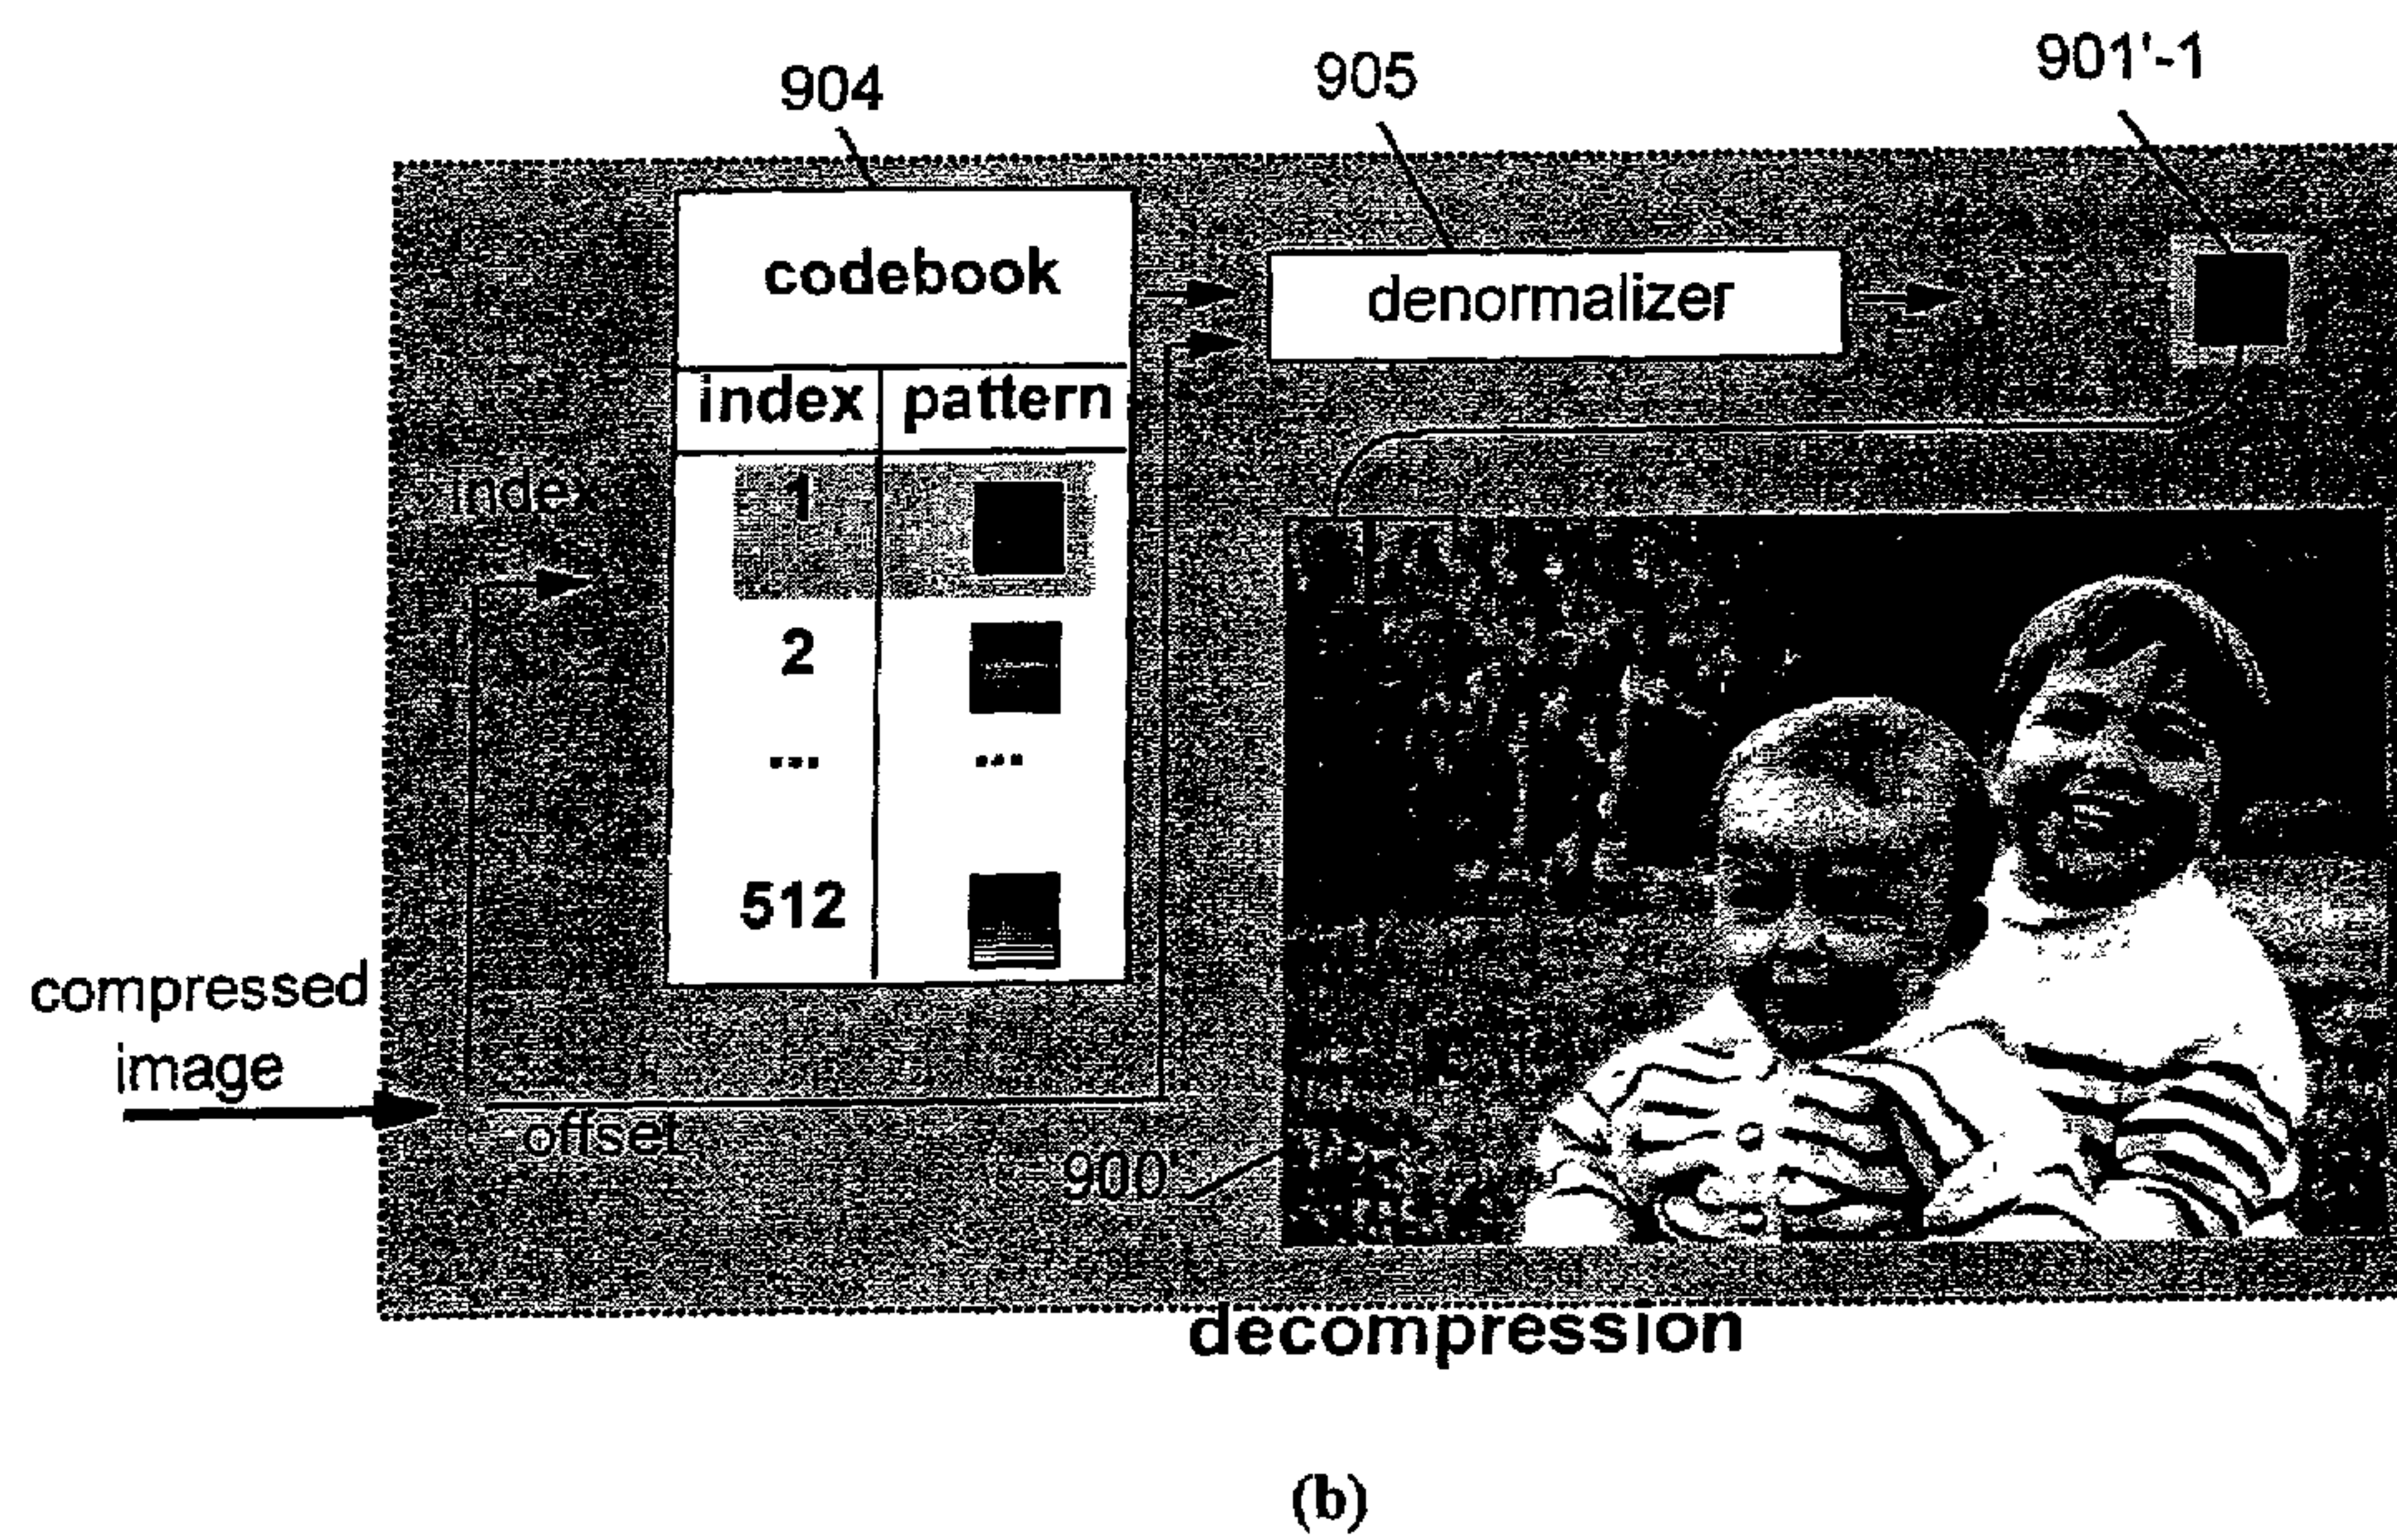 904
905
901'-1
codebook
denormalizer
index
pattern
index
1
2
...
...
512
compressed
image
offset
900'
decompression
(b)